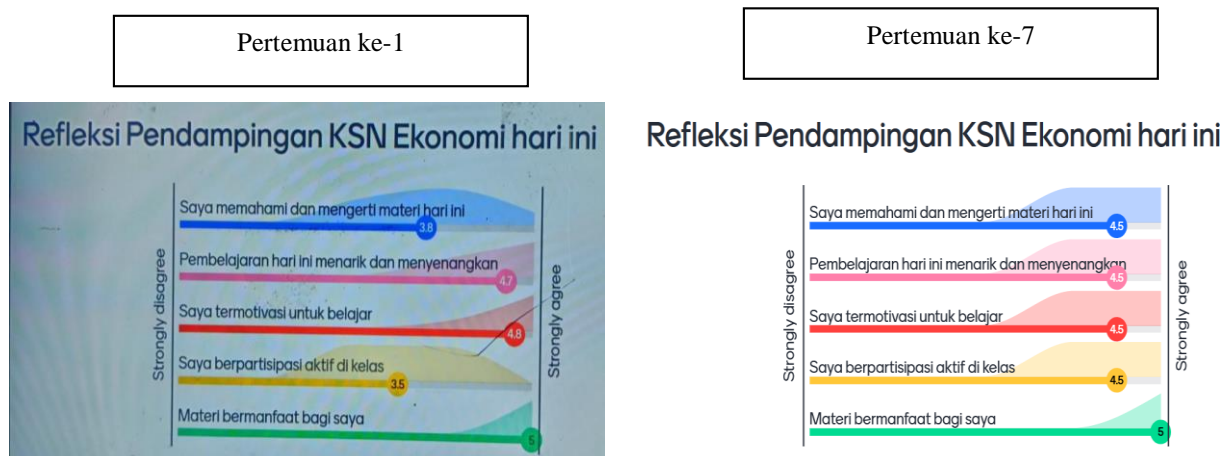 Pertemuan ke-1
Refleksi Pendampingan KSN Ekonomi hari ini
Strongly disagree
Saya memahami dan mengerti materi hari ini
3.8
Pembelajaran hari ini menarik dan menyenangkan
4.7
Saya termotivasi untuk belajar
4.8
Saya berpartisipasi aktif di kelas
3.5
Materi bermanfaat bagi saya
5
Strongly agree
Pertemuan ke-7
Refleksi Pendampingan KSN Ekonomi hari ini
Strongly disagree
Saya memahami dan mengerti materi hari ini
4.5
Pembelajaran hari ini menarik dan menyenangkan
4.5
Saya termotivasi untuk belajar
4.5
Saya berpartisipasi aktif di kelas
4.5
Materi bermanfaat bagi saya
5
Strongly agree